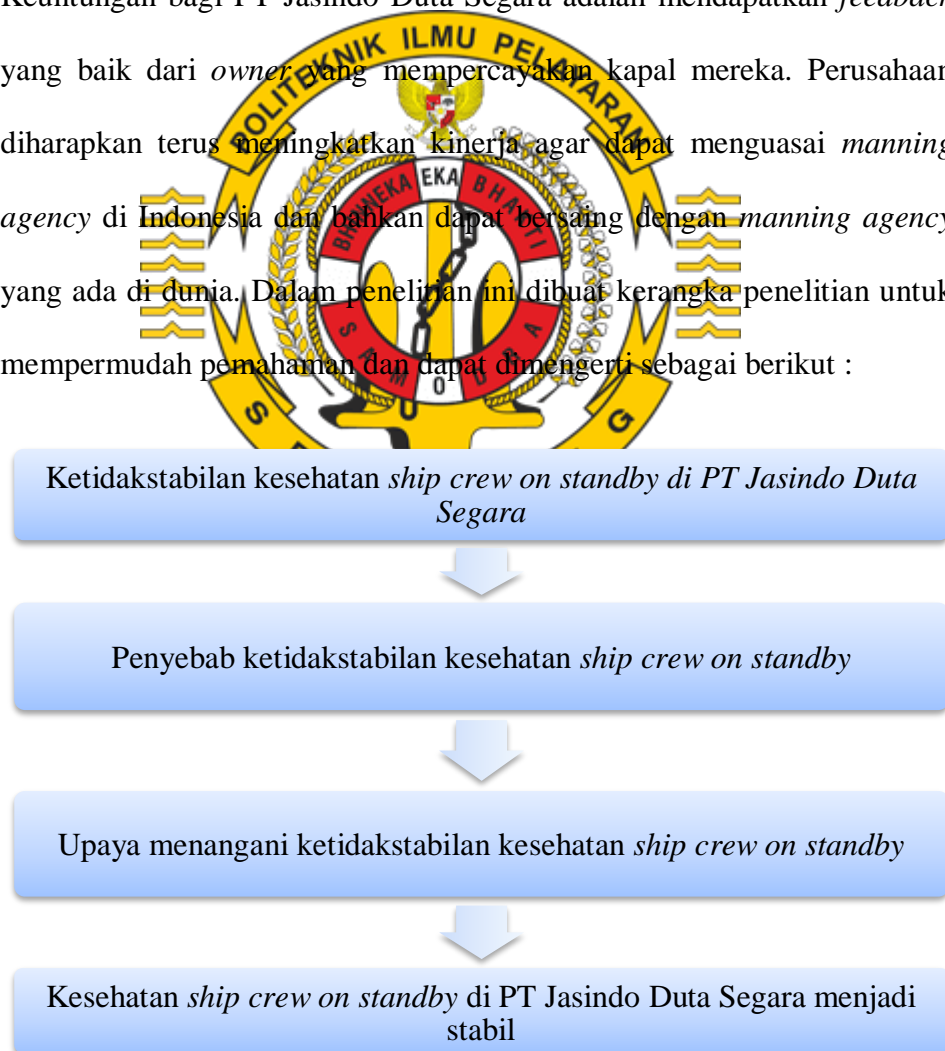 Keuntungan bagi PT Jasindo Duta Segara adalah mendapatkan feedback
yang baik dari owner yang mempercayakan kapal mereka. Perusahaan
diharapkan terus meningkatkan kinerja agar dapat menguasai manning
agency di Indonesia dan bahkan dapat bersaing dengan manning agency
yang ada di dunia. Dalam penelitian ini dibuat kerangka penelitian untuk
mempermudah pemahaman dan dapat dimengerti sebagai berikut :
POLITEKNIK ILMU PELAYARAN
BHINNEKA EKA BHAKTI
SAMODRA
Ketidakstabilan kesehatan ship crew on standby di PT Jasindo Duta
Segara
Penyebab ketidakstabilan kesehatan ship crew on standby
Upaya menangani ketidakstabilan kesehatan ship crew on standby
Kesehatan ship crew on standby di PT Jasindo Duta Segara menjadi
stabil